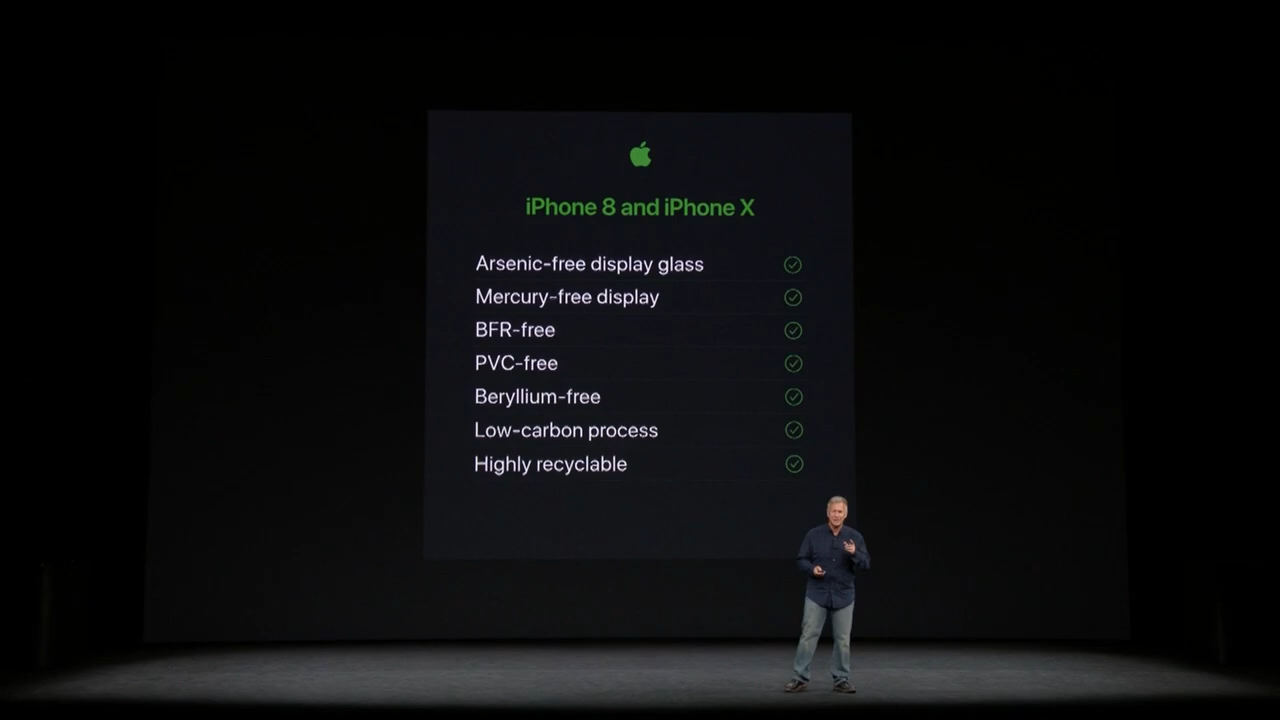 iPhone 8 and iPhone X
Arsenic-free display glass
Mercury-free display
BFR-free
PVC-free
Beryllium-free
Low-carbon process
Highly recyclable